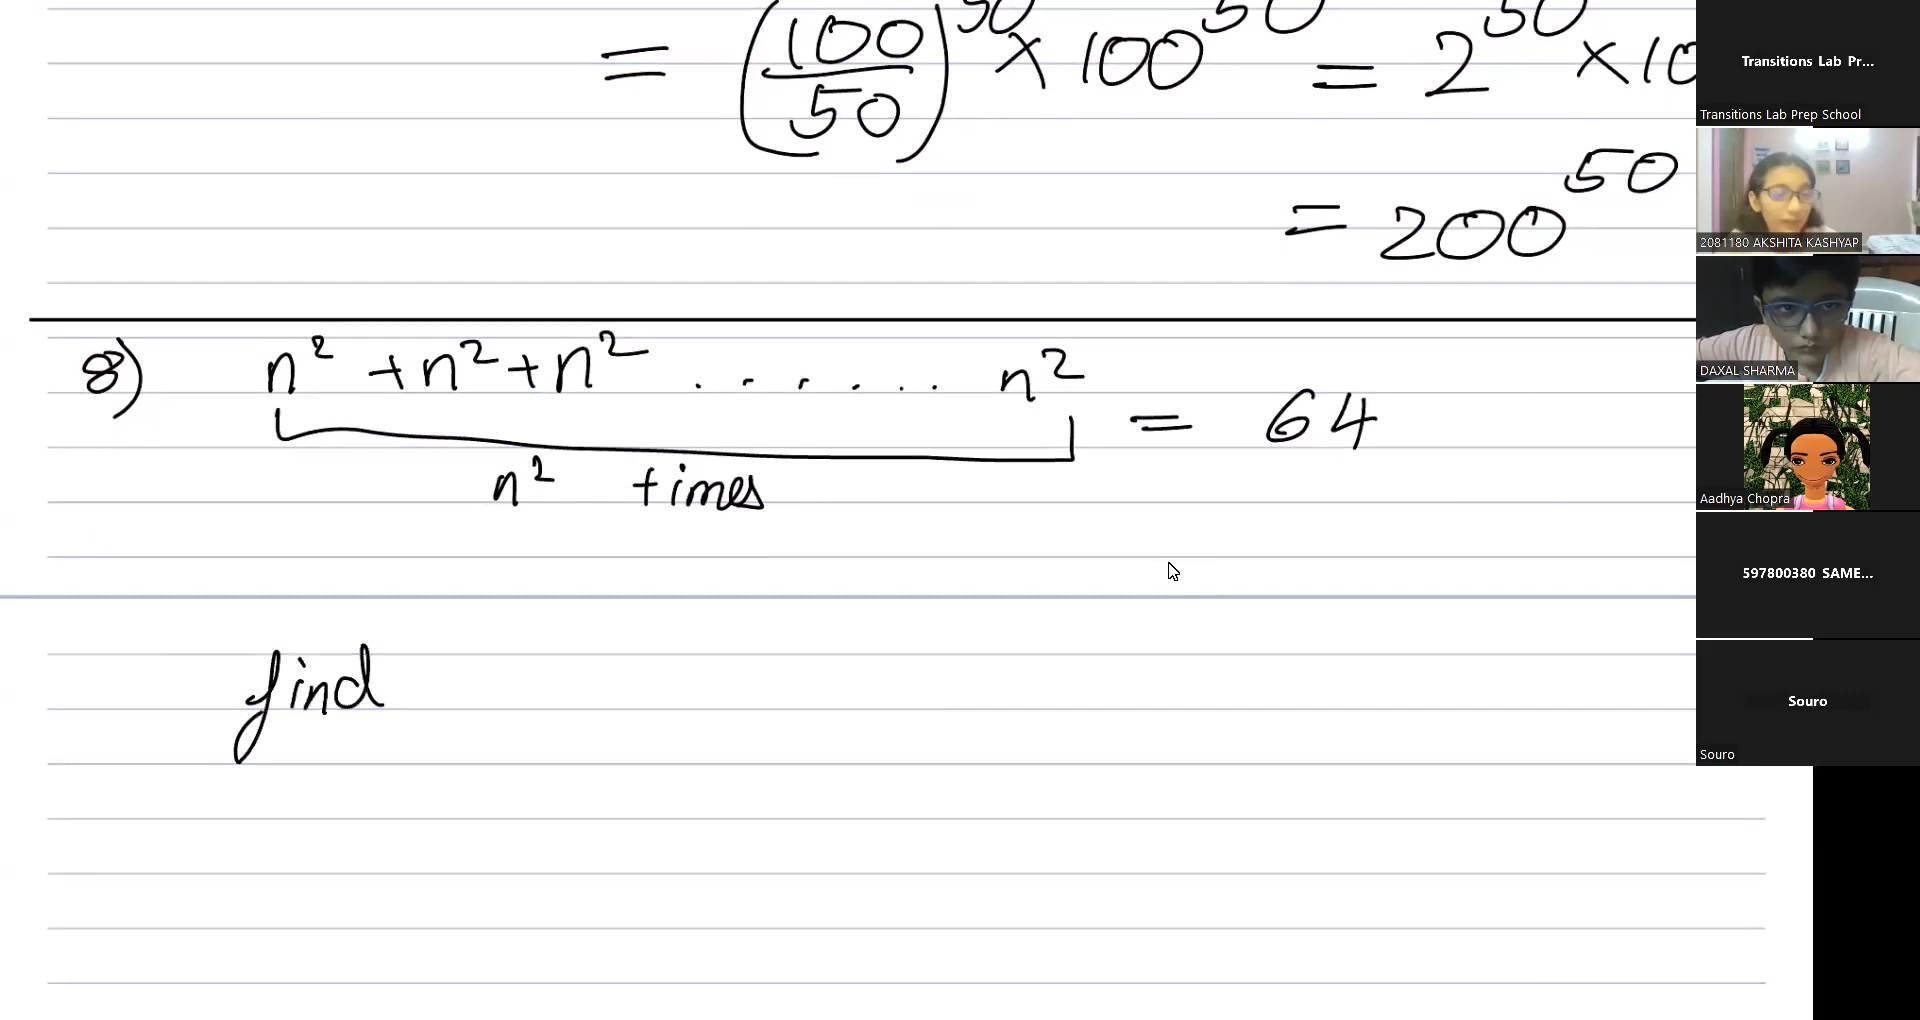 = (100/50)^50 × 100^50 = 2^50 × 10
= 200^50
8) n² + n² + n² . . . . . . n² = 64
n² times
find
Transitions Lab Pr...
Transitions Lab Prep School
2081180 AKSHITA KASHYAP
DAXAL SHARMA
Aadhya Chopra
597800380 SAME...
Souro
Souro